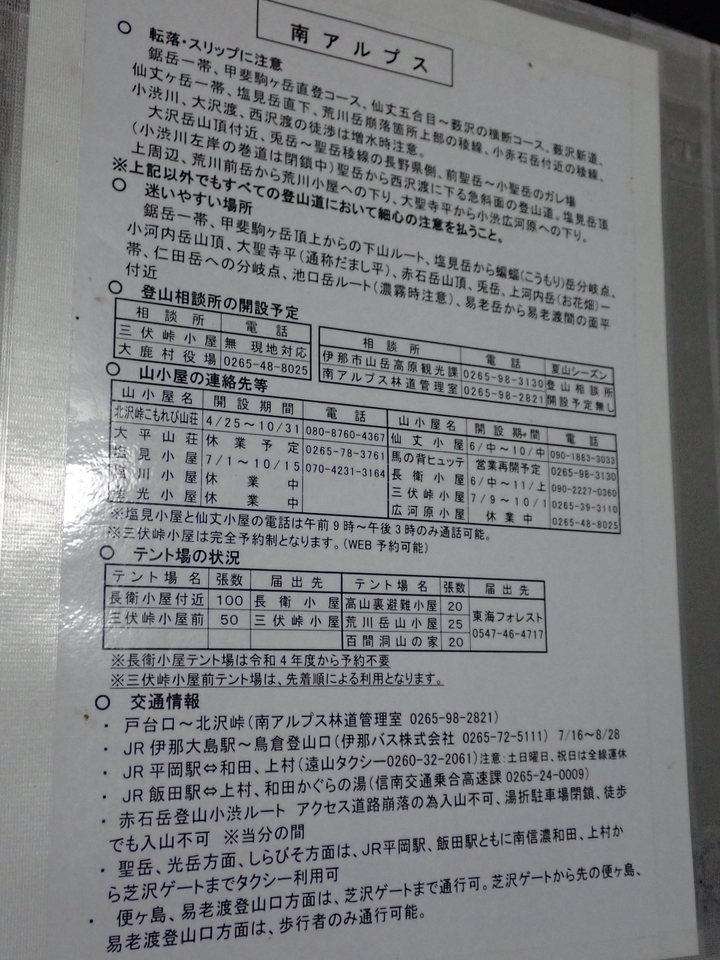 南アルプス
○ 転落・スリップに注意
鋸岳一帯、甲斐駒ヶ岳直登コース、仙丈五合目～薮沢の横断コース、薮沢新道、
仙丈ヶ岳一帯、塩見岳直下、荒川岳崩落箇所上部の稜線、小赤石岳付近の稜線、
小渋川、大沢渡、西沢渡の徒渉は増水時注意。
大沢岳山頂付近、兎岳～聖岳稜線の長野県側、前聖岳～小聖岳のガレ場
(小渋川左岸の巻道は閉鎖中)聖岳から西沢渡に下る急斜面の登山道、塩見岳頂
上周辺、荒川前岳から荒川小屋への下り、大聖寺平から小渋広河原への下り。
※上記以外でもすべての登山道において細心の注意を払うこと。
○ 迷いやすい場所
鋸岳一帯、甲斐駒ヶ岳頂上からの下山ルート、塩見岳から蝙蝠(こうもり)岳分岐点、
小河内岳山頂、大聖寺平(通称だまし平)、赤石岳山頂、兎岳、上河内岳(お花畑)一
帯、仁田岳への分岐点、池口岳ルート(濃霧時注意)、易老岳から易老渡間の面平
付近
○ 登山相談所の開設予定
相談所 電話
三伏峠小屋 無 現地対応
大鹿村役場 0265-48-8025
相談所 電話 夏山シーズン
伊那市山岳高原観光課 0265-98-3130 登山相談所
南アルプス林道管理室 0265-98-2821 開設予定無し
○ 山小屋の連絡先等
山小屋名 開設期間 電話
北沢峠こもれび山荘 4/25～10/31 080-8760-4367
大平山荘 休業予定 0265-78-3761
塩見小屋 7/1～10/15 070-4231-3164
川小屋 休業中
光小屋 休業中
山小屋名 開設期間 電話
仙丈小屋 6/中～10/中 090-1883-3033
馬の背ヒュッテ 営業再開予定 0265-98-3130
長衛小屋 6/中～11/上 090-2227-0360
三伏峠小屋 7/9～10/1 0265-39-3110
広河原小屋 休業中 0265-48-8025
※塩見小屋と仙丈小屋の電話は午前9時～午後3時のみ通話可能。
※三伏峠小屋は完全予約制となります。(WEB予約可能)
○ テント場の状況
テント場名 張数 届出先
長衛小屋付近 100 長衛小屋
三伏峠小屋前 50 三伏峠小屋
テント場名 張数 届出先
高山裏避難小屋 20
荒川岳山小屋 25
百間洞山の家 20
東海フォレスト
0547-46-4717
※長衛小屋テント場は令和4年度から予約不要
※三伏峠小屋前テント場は、先着順による利用となります。
○ 交通情報
・ 戸台口～北沢峠(南アルプス林道管理室 0265-98-2821)
・ JR伊那大島駅～鳥倉登山口(伊那バス株式会社 0265-72-5111) 7/16～8/28
・ JR平岡駅⇔和田、上村(遠山タクシー0260-32-2061)注意:土日曜日、祝日は全線運休
・ JR飯田駅⇔上村、和田かぐらの湯(信南交通乗合高速課 0265-24-0009)
・ 赤石岳登山小渋ルート アクセス道路崩落の為入山不可、湯折駐車場閉鎖、徒歩
でも入山不可 ※当分の間
・ 聖岳、光岳方面、しらびそ方面は、JR平岡駅、飯田駅ともに南信濃和田、上村か
ら芝沢ゲートまでタクシー利用可
・ 便ヶ島、易老渡登山口方面は、芝沢ゲートまで通行可。芝沢ゲートから先の便ヶ島、
易老渡登山口方面は、歩行者のみ通行可能。